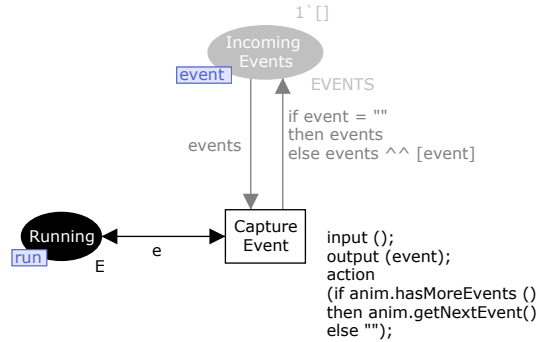 1`[]
Incoming
Events
event
EVENTS
if event = ""
then events
else events ^^ [event]
events
Running
run
E
e
Capture
Event
input ();
output (event);
action
(if anim.hasMoreEvents ()
then anim.getNextEvent()
else "");